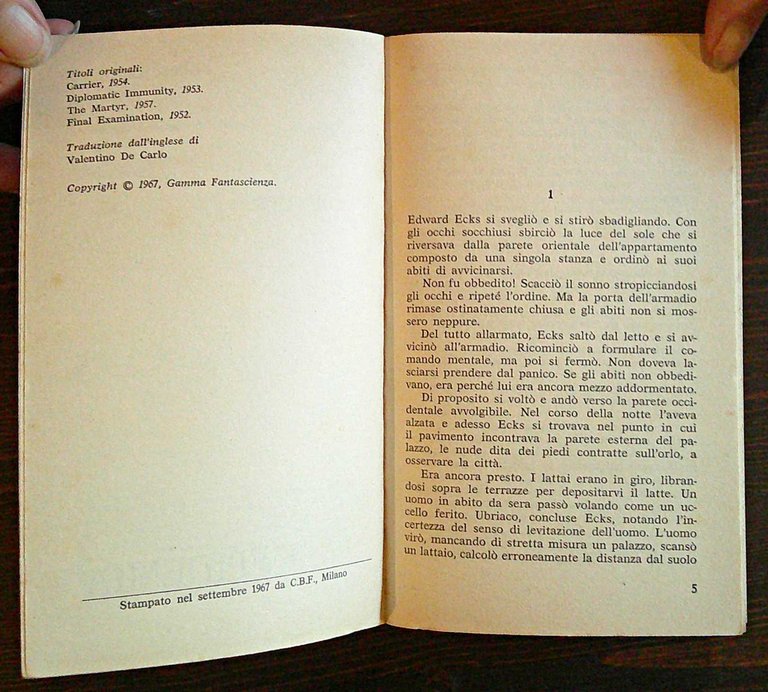 Titoli originali:
Carrier, 1954.
Diplomatic Immunity, 1953.
The Martyr, 1957.
Final Examination, 1952.
Traduzione dall'inglese di
Valentino De Carlo
Copyright © 1967, Gamma Fantascienza.
Stampato nel settembre 1967 da C.B.F., Milano
1
Edward Ecks si svegliò e si stirò sbadigliando. Con
gli occhi socchiusi sbirciò la luce del sole che si
riversava dalla parete orientale dell'appartamento
composto da una singola stanza e ordinò ai suoi
abiti di avvicinarsi.
Non fu obbedito! Scacciò il sonno stropicciandosi
gli occhi e ripeté l'ordine. Ma la porta dell'armadio
rimase ostinatamente chiusa e gli abiti non si mos-
sero neppure.
Del tutto allarmato, Ecks saltò dal letto e si av-
vicinò all'armadio. Ricominciò a formulare il co-
mando mentale, ma poi si fermò. Non doveva la-
sciarsi prendere dal panico. Se gli abiti non obbedi-
vano, era perché lui era ancora mezzo addormentato.
Di proposito si voltò e andò verso la parete occi-
dentale avvolgibile. Nel corso della notte l'aveva
alzata e adesso Ecks si trovava nel punto in cui
il pavimento incontrava la parete esterna del pa-
lazzo, le nude dita dei piedi contratte sull'orlo, a
osservare la città.
Era ancora presto. I lattai erano in giro, libran-
dosi sopra le terrazze per depositarvi il latte. Un
uomo in abito da sera passò volando come un uc-
cello ferito. Ubriaco, concluse Ecks, notando l'in-
certezza del senso di levitazione dell'uomo. L'uomo
virò, mancando di stretta misura un palazzo, scansò
un lattaio, calcolò erroneamente la distanza dal suolo
5